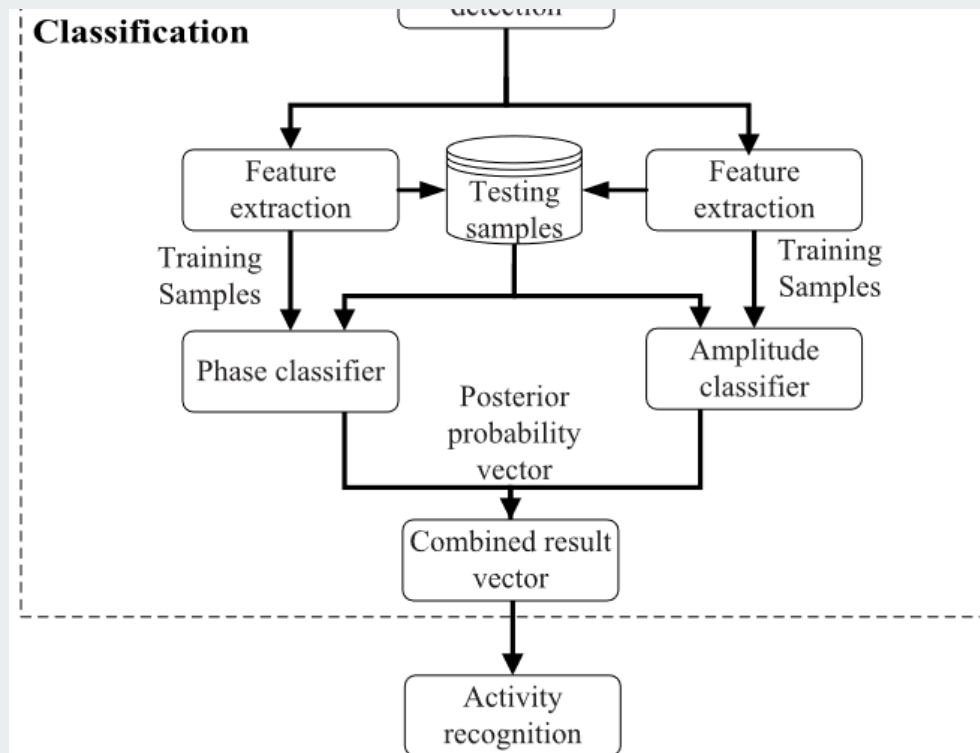 detection
Classification
Feature
extraction
Testing
samples
Feature
extraction
Training
Samples
Training
Samples
Phase classifier
Amplitude
classifier
Posterior
probability
vector
Combined result
vector
Activity
recognition